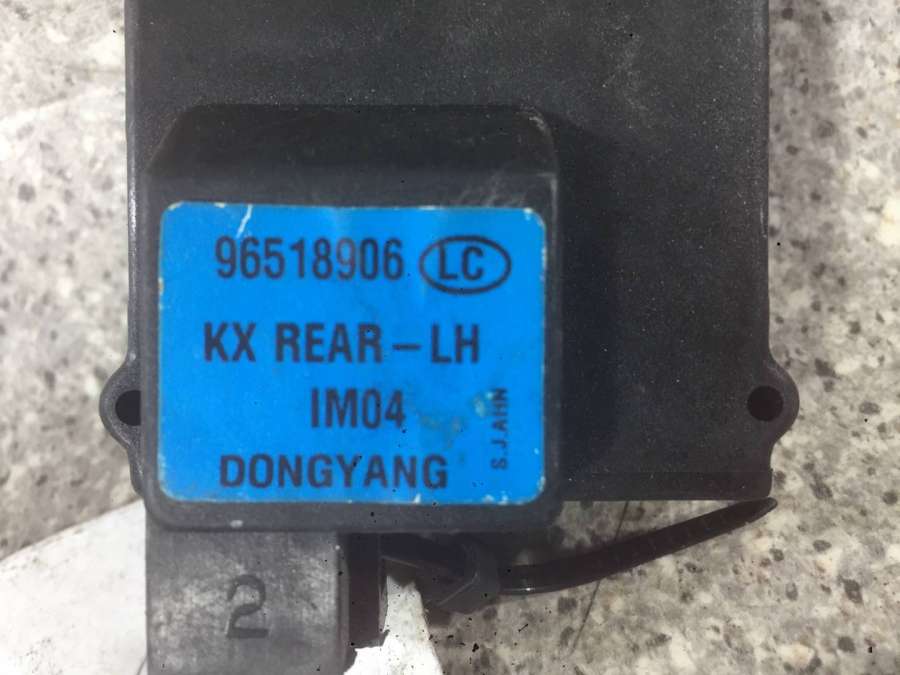 96518906 LC
KX REAR-LH
IM04
S.J.AHN
DONGYANG
2